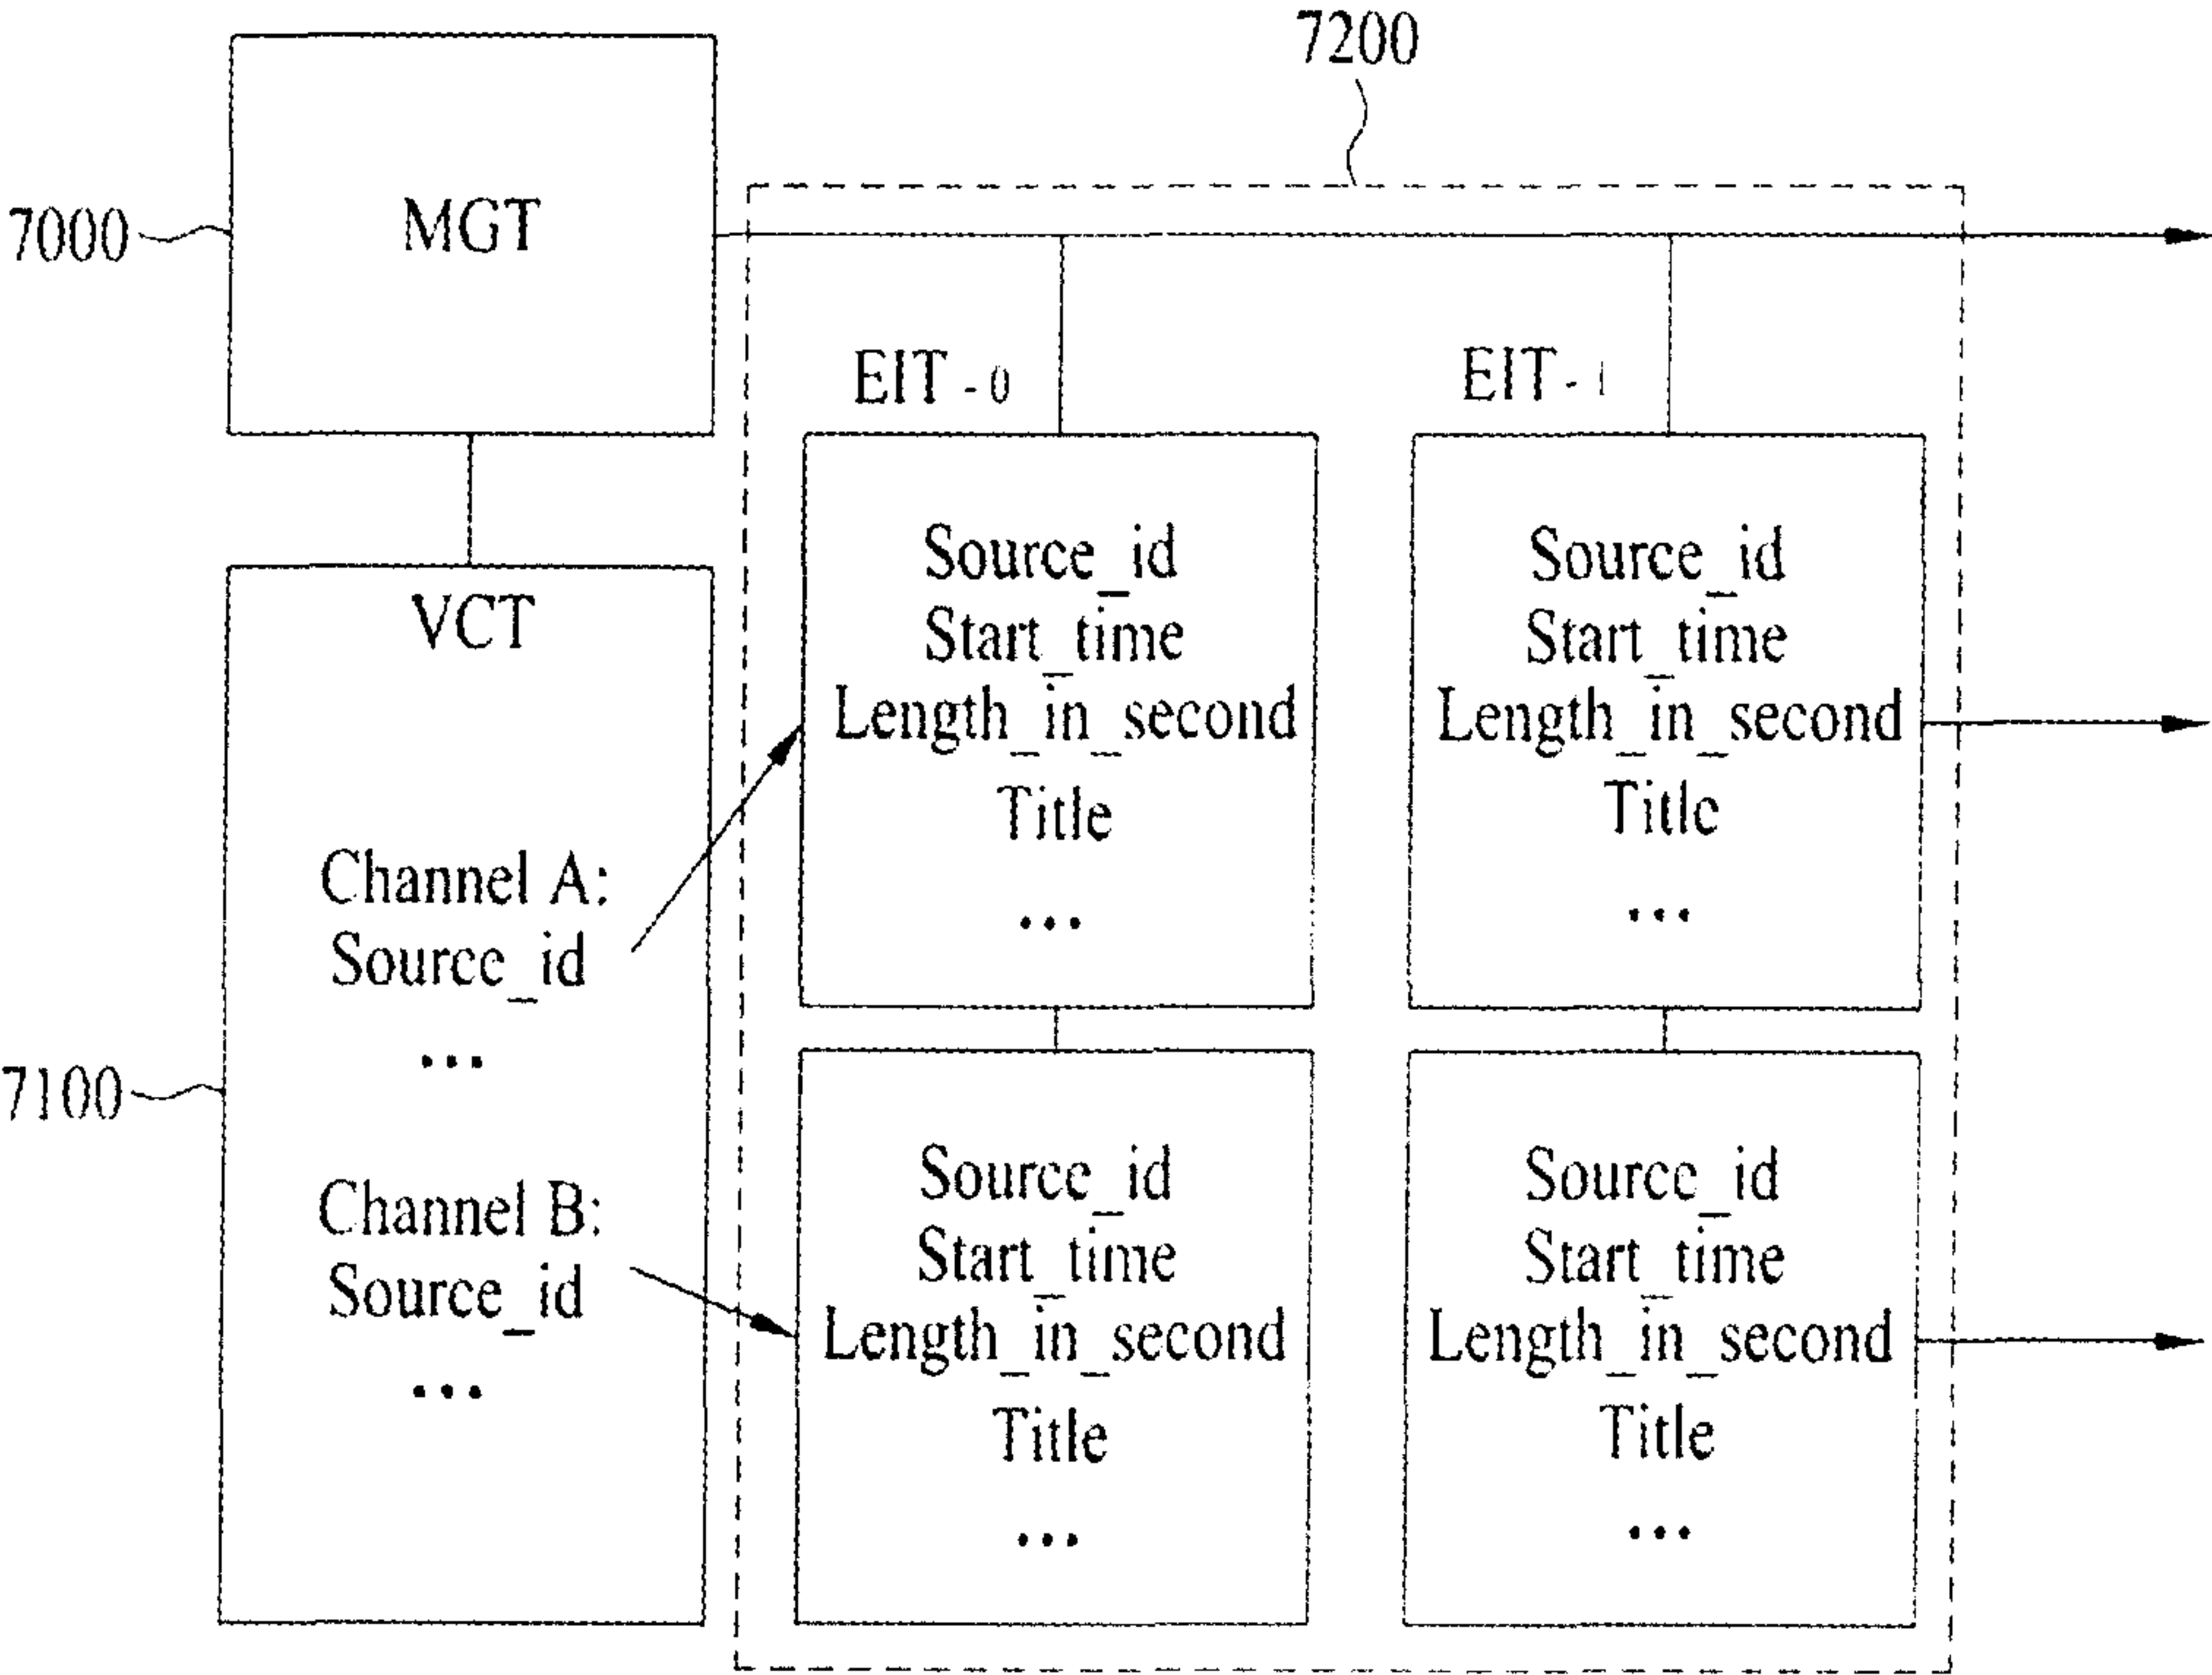 7200
7000
MGT
EIT - 0
EIT - 1
VCT
Channel A:
Source_id
...
7100
Channel B:
Source_id
...
Source_id
Start_time
Length_in_second
Title
...
Source_id
Start_time
Length_in_second
Title
...
Source_id
Start_time
Length_in_second
Title
...
Source_id
Start_time
Length_in_second
Title
...